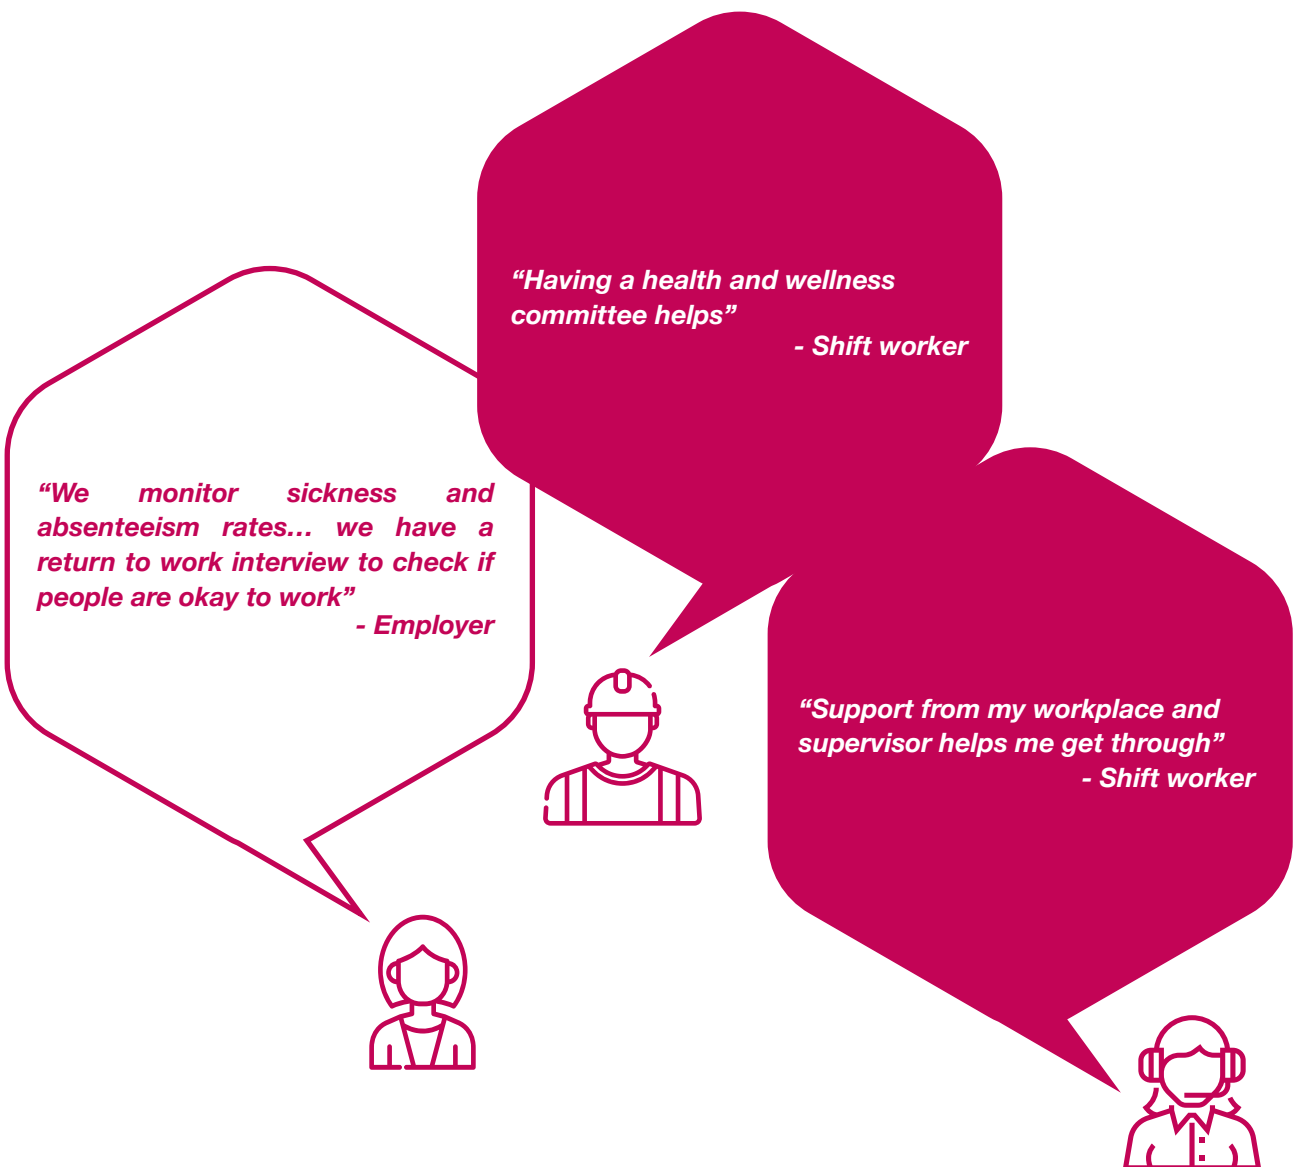 “Having a health and wellness
committee helps”
- Shift worker
“We monitor sickness and
absenteeism rates... we have a
return to work interview to check if
people are okay to work”
- Employer
“Support from my workplace and
supervisor helps me get through”
- Shift worker